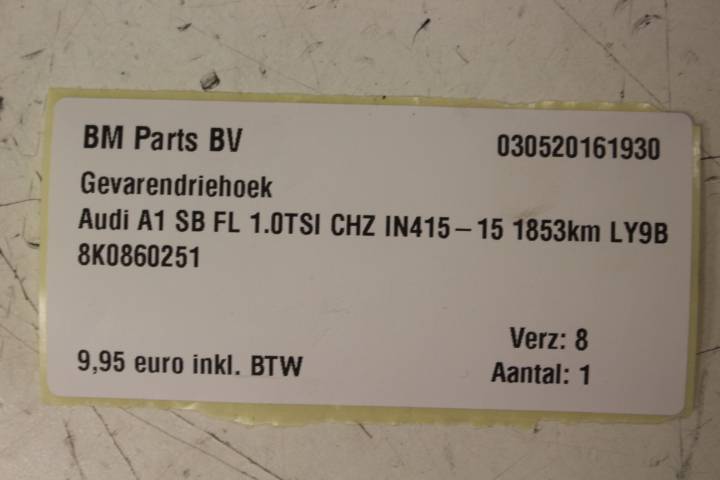 BM Parts BV 030520161930
Gevarendriehoek
Audi A1 SB FL 1.0TSI CHZ IN415-15 1853km LY9B
8K0860251
Verz: 8
9,95 euro inkl. BTW Aantal: 1